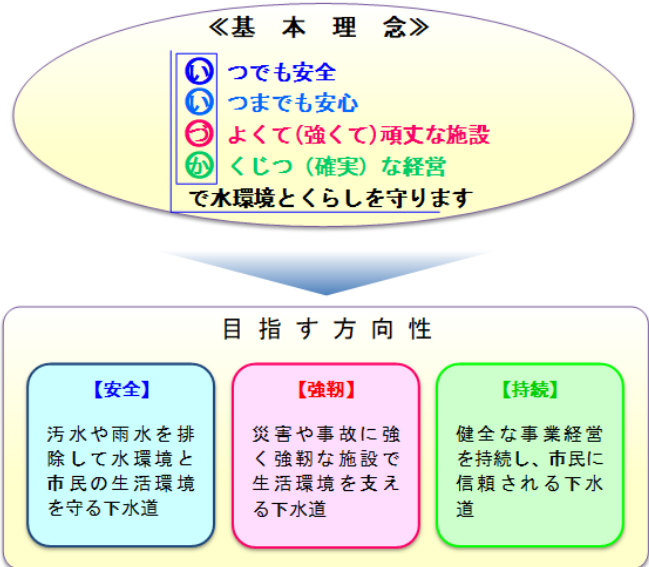 ≪基本理念≫
いつでも安全
いつまでも安心
づよくて(強くて)頑丈な施設
かくじつ（確実）な経営
で水環境とくらしを守ります
目指す方向性
【安全】
汚水や雨水を排
除して水環境と
市民の生活環境
を守る下水道
【強靭】
災害や事故に強
く強靭な施設で
生活環境を支え
る下水道
【持続】
健全な事業経営
を持続し、市民に
信頼される下水
道